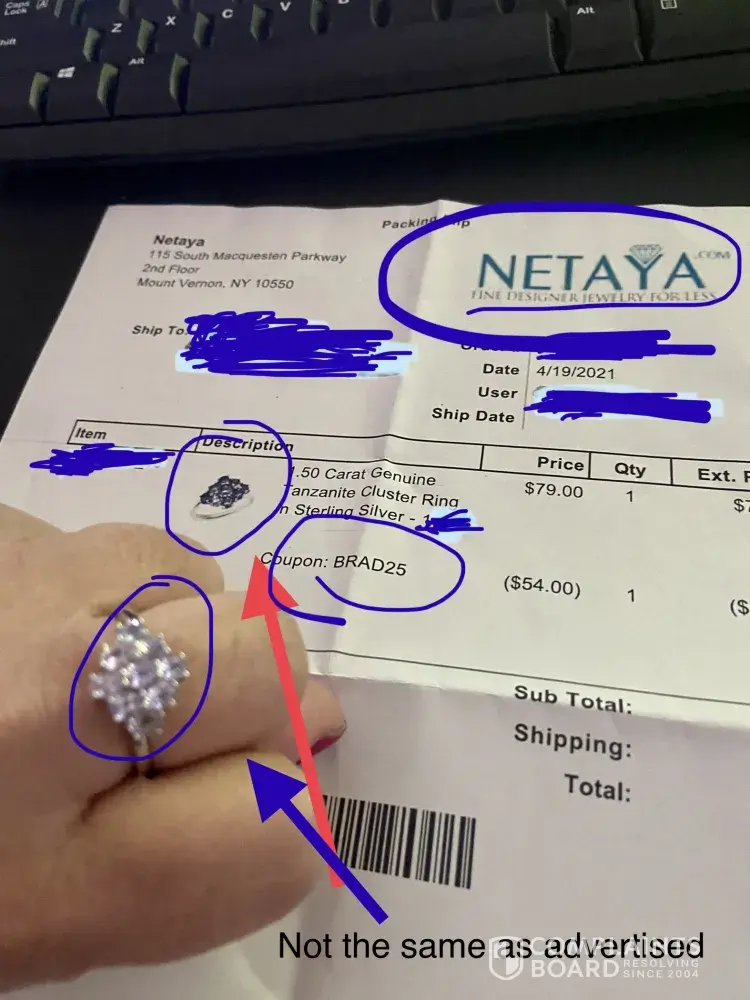 Caps
Lock
A
Z
X
C
V
Alt
Shift
Alt
Packing Slip
Netaya
115 South Macquesten Parkway
2nd Floor
Mount Vernon, NY 10550
NETAYA.COM
FINE DESIGNER JEWELRY FOR LESS
Ship To:
Date 4/19/2021
User
Ship Date
Item Description Price Qty Ext.
.50 Carat Genuine $79.00 1
Tanzanite Cluster Ring
in Sterling Silver -
Coupon: BRAD25 ($54.00) 1
Sub Total:
Shipping:
Total:
Not the same as advertised
COMPLAINTS
BOARD RESOLVING
SINCE 2004